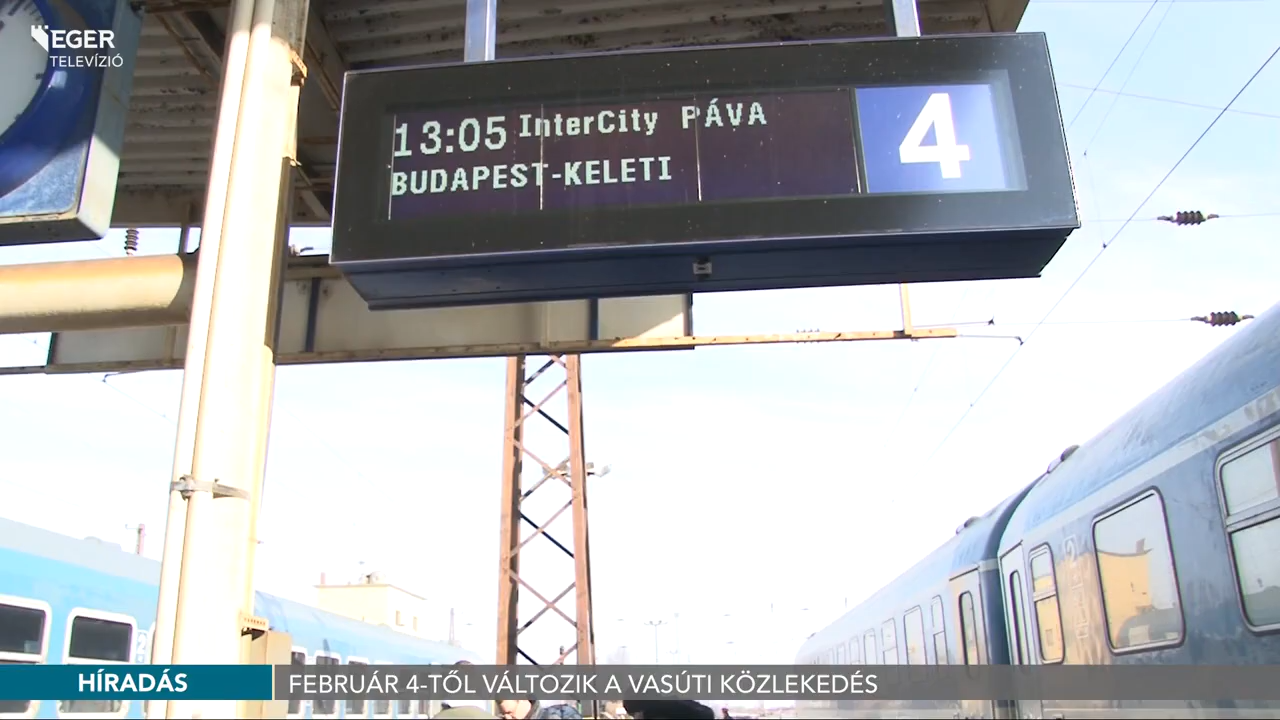 EGER
TELEVÍZIÓ
13:05 InterCity PÁVA
BUDAPEST-KELETI
4
HÍRADÁS
FEBRUÁR 4-TŐL VÁLTOZIK A VASÚTI KÖZLEKEDÉS